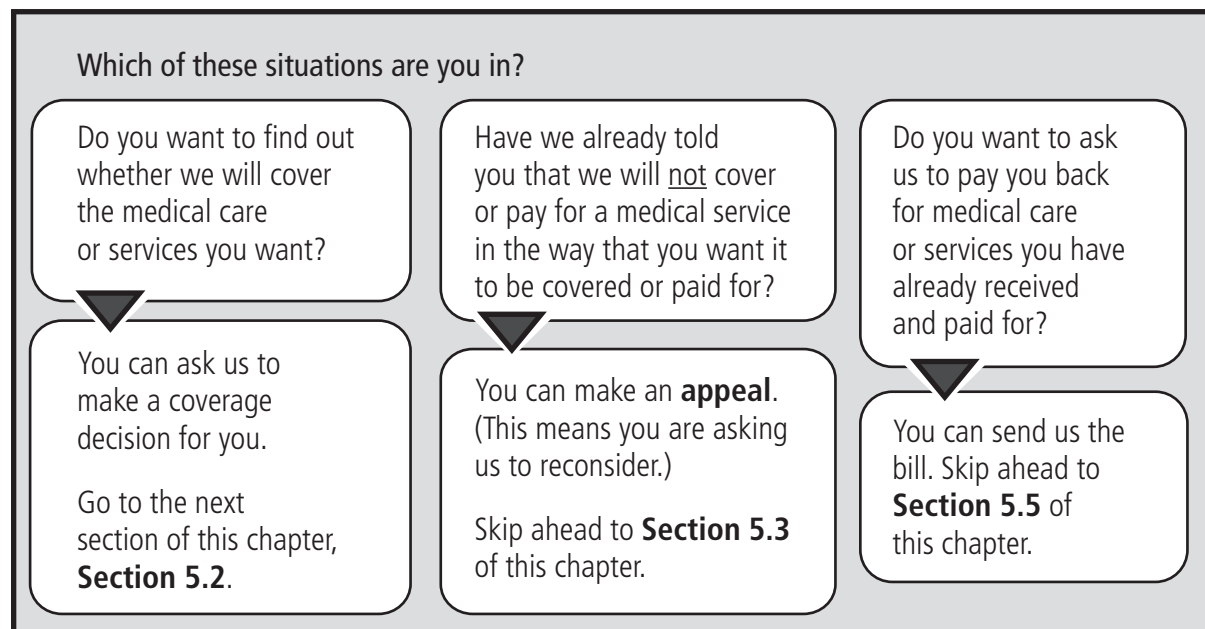 Which of these situations are you in?
Do you want to find out
whether we will cover
the medical care
or services you want?
You can ask us to
make a coverage
decision for you.
Go to the next
section of this chapter,
Section 5.2.
Have we already told
you that we will not cover
or pay for a medical service
in the way that you want it
to be covered or paid for?
You can make an appeal.
(This means you are asking
us to reconsider.)
Skip ahead to Section 5.3
of this chapter.
Do you want to ask
us to pay you back
for medical care
or services you have
already received
and paid for?
You can send us the
bill. Skip ahead to
Section 5.5 of
this chapter.